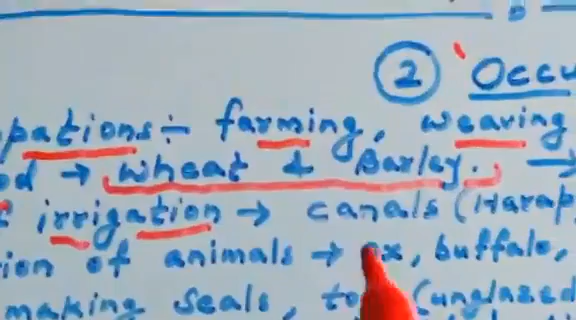 ② Occu
pations ÷ farming, wearing
od → Wheat & Barley. →
irrigation → canals (Harap
ion of animals → ox, buffalo,
making seals, to (unglazed